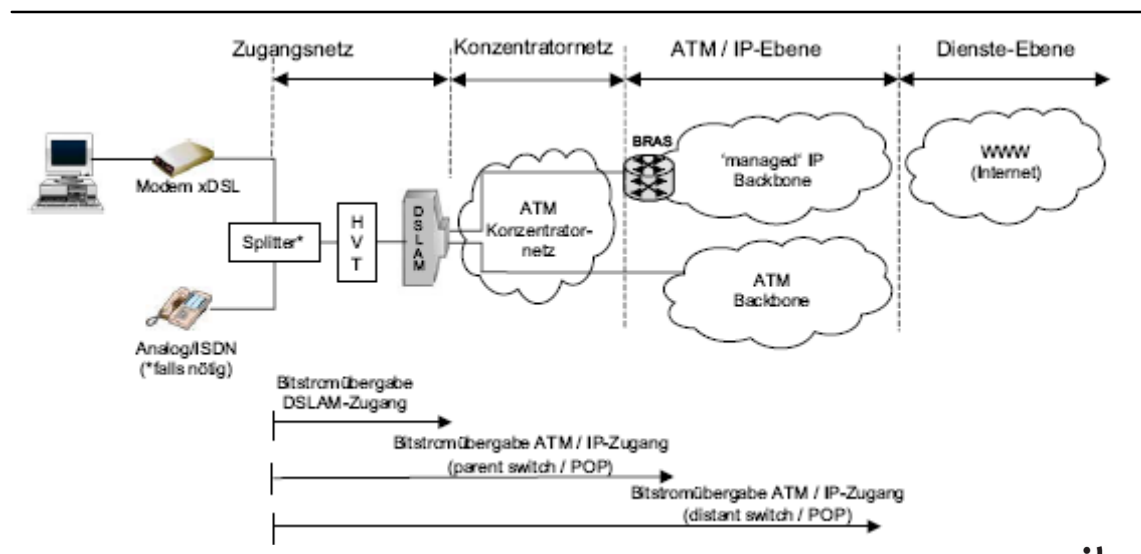 Zugangsnetz
Konzentratornetz
ATM / IP-Ebene
Dienste-Ebene
Modem xDSL
Splitter*
H
V
T
DSLAM
ATM
Konzentrator-
netz
BRAS
'managed' IP
Backbone
WWW
(Internet)
ATM
Backbone
Analog/ISDN
(*falls nötig)
Bitstromübergabe
DSLAM-Zugang
Bitstromübergabe ATM / IP-Zugang
(parent switch / POP)
Bitstromübergabe ATM / IP-Zugang
(distant switch / POP)